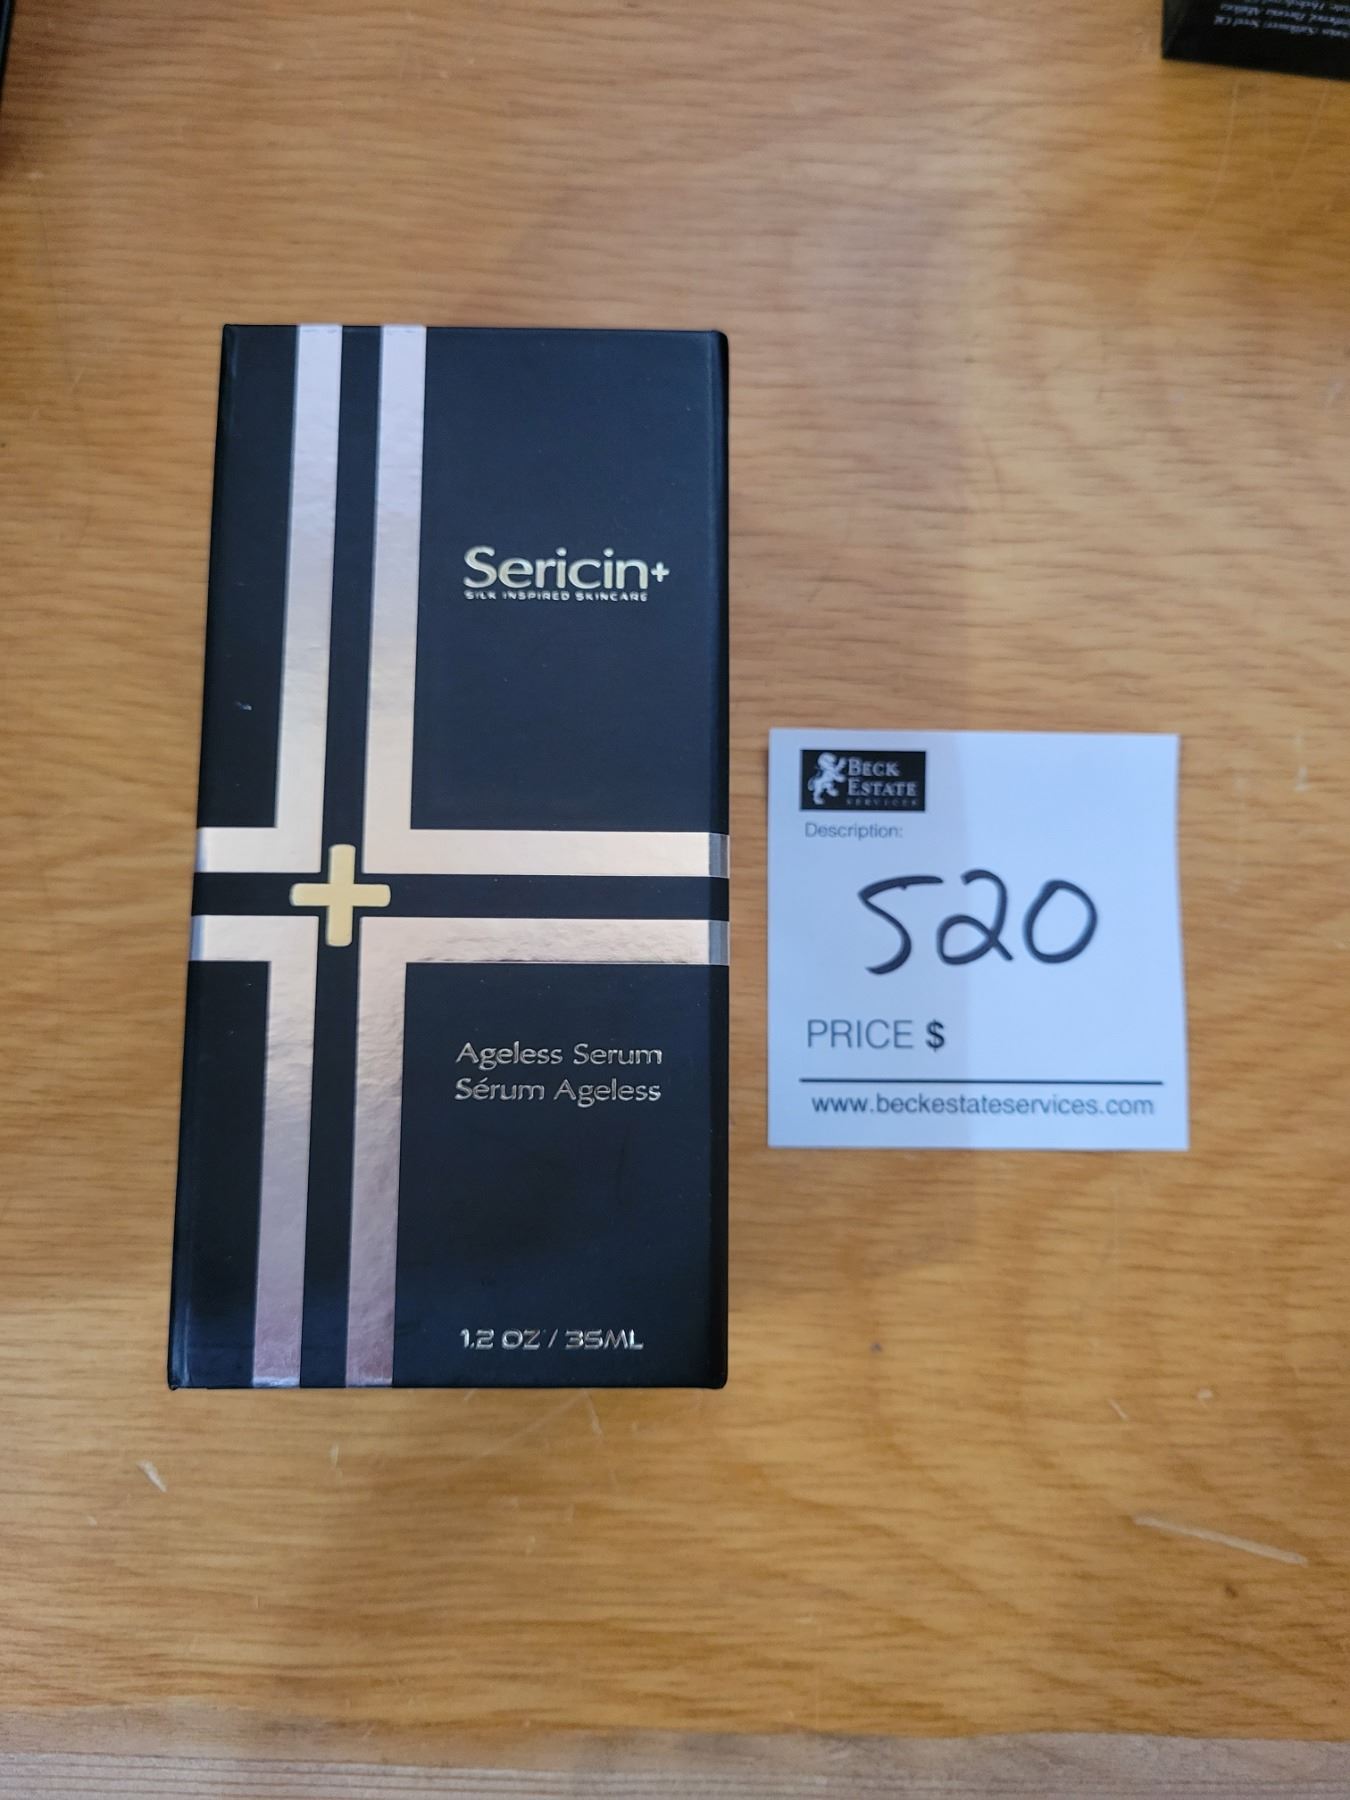 Sericin+
SILK INSPIRED SKINCARE
Ageless Serum
Sérum Ageless
1.2 OZ / 35ML
BECK
ESTATE
SERVICES
Description:
520
PRICE $
www.beckestateservices.com